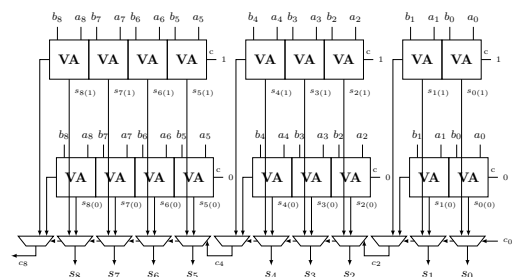 b8 a8 b7 a7 b6 a6 b5 a5 b4 a4 b3 a3 b2 a2 b1 a1 b0 a0
VA VA VA VA c 1 VA VA VA c 1 VA VA c 1
s8(1) s7(1) s6(1) s5(1) s4(1) s3(1) s2(1) s1(1) s0(1)
b8 a8 b7 a7 b6 a6 b5 a5 b4 a4 b3 a3 b2 a2 b1 a1 b0 a0
VA VA VA VA c 0 VA VA VA c 0 VA VA c 0
s8(0) s7(0) s6(0) s5(0) s4(0) s3(0) s2(0) s1(0) s0(0)
c8 c4 c2 c0
s8 s7 s6 s5 s4 s3 s2 s1 s0